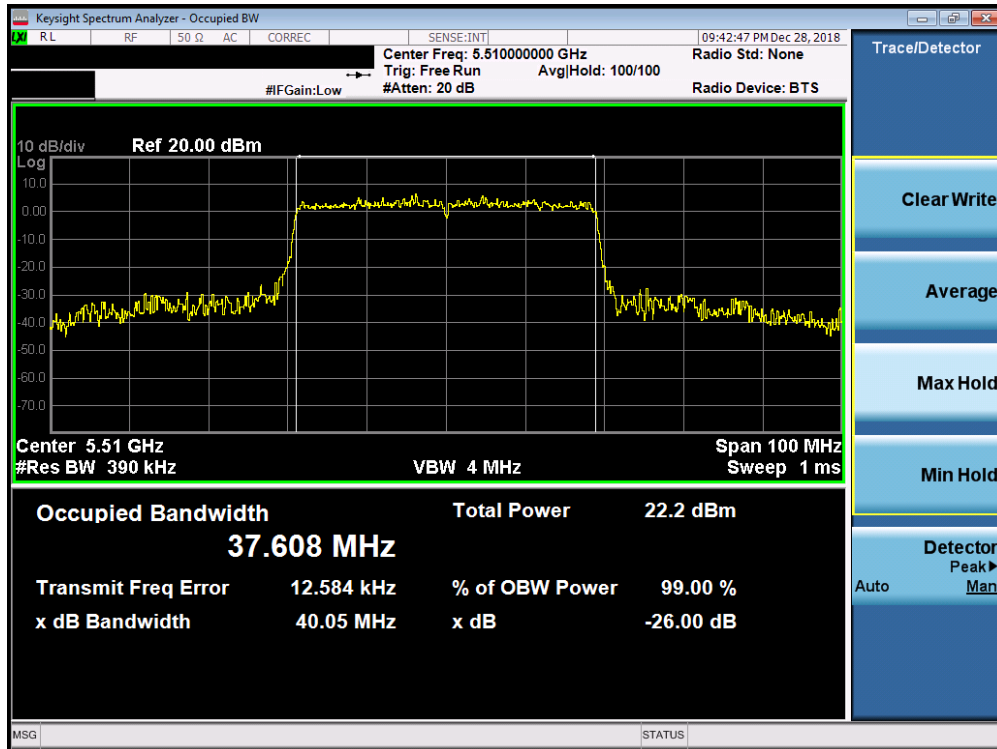 Keysight Spectrum Analyzer - Occupied BW
LXI RL RF 50 Ω AC CORREC SENSE:INT 09:42:47 PM Dec 28, 2018
Center Freq: 5.510000000 GHz Radio Std: None
Trig: Free Run Avg|Hold: 100/100
#IFGain:Low #Atten: 20 dB Radio Device: BTS
10 dB/div Ref 20.00 dBm
Log
10.0
0.00
-10.0
-20.0
-30.0
-40.0
-50.0
-60.0
-70.0
Center 5.51 GHz Span 100 MHz
#Res BW 390 kHz VBW 4 MHz Sweep 1 ms
Occupied Bandwidth Total Power 22.2 dBm
37.608 MHz
Transmit Freq Error 12.584 kHz % of OBW Power 99.00 %
x dB Bandwidth 40.05 MHz x dB -26.00 dB
MSG STATUS
Trace/Detector
Clear Write
Average
Max Hold
Min Hold
Detector
Peak▶
Auto Man